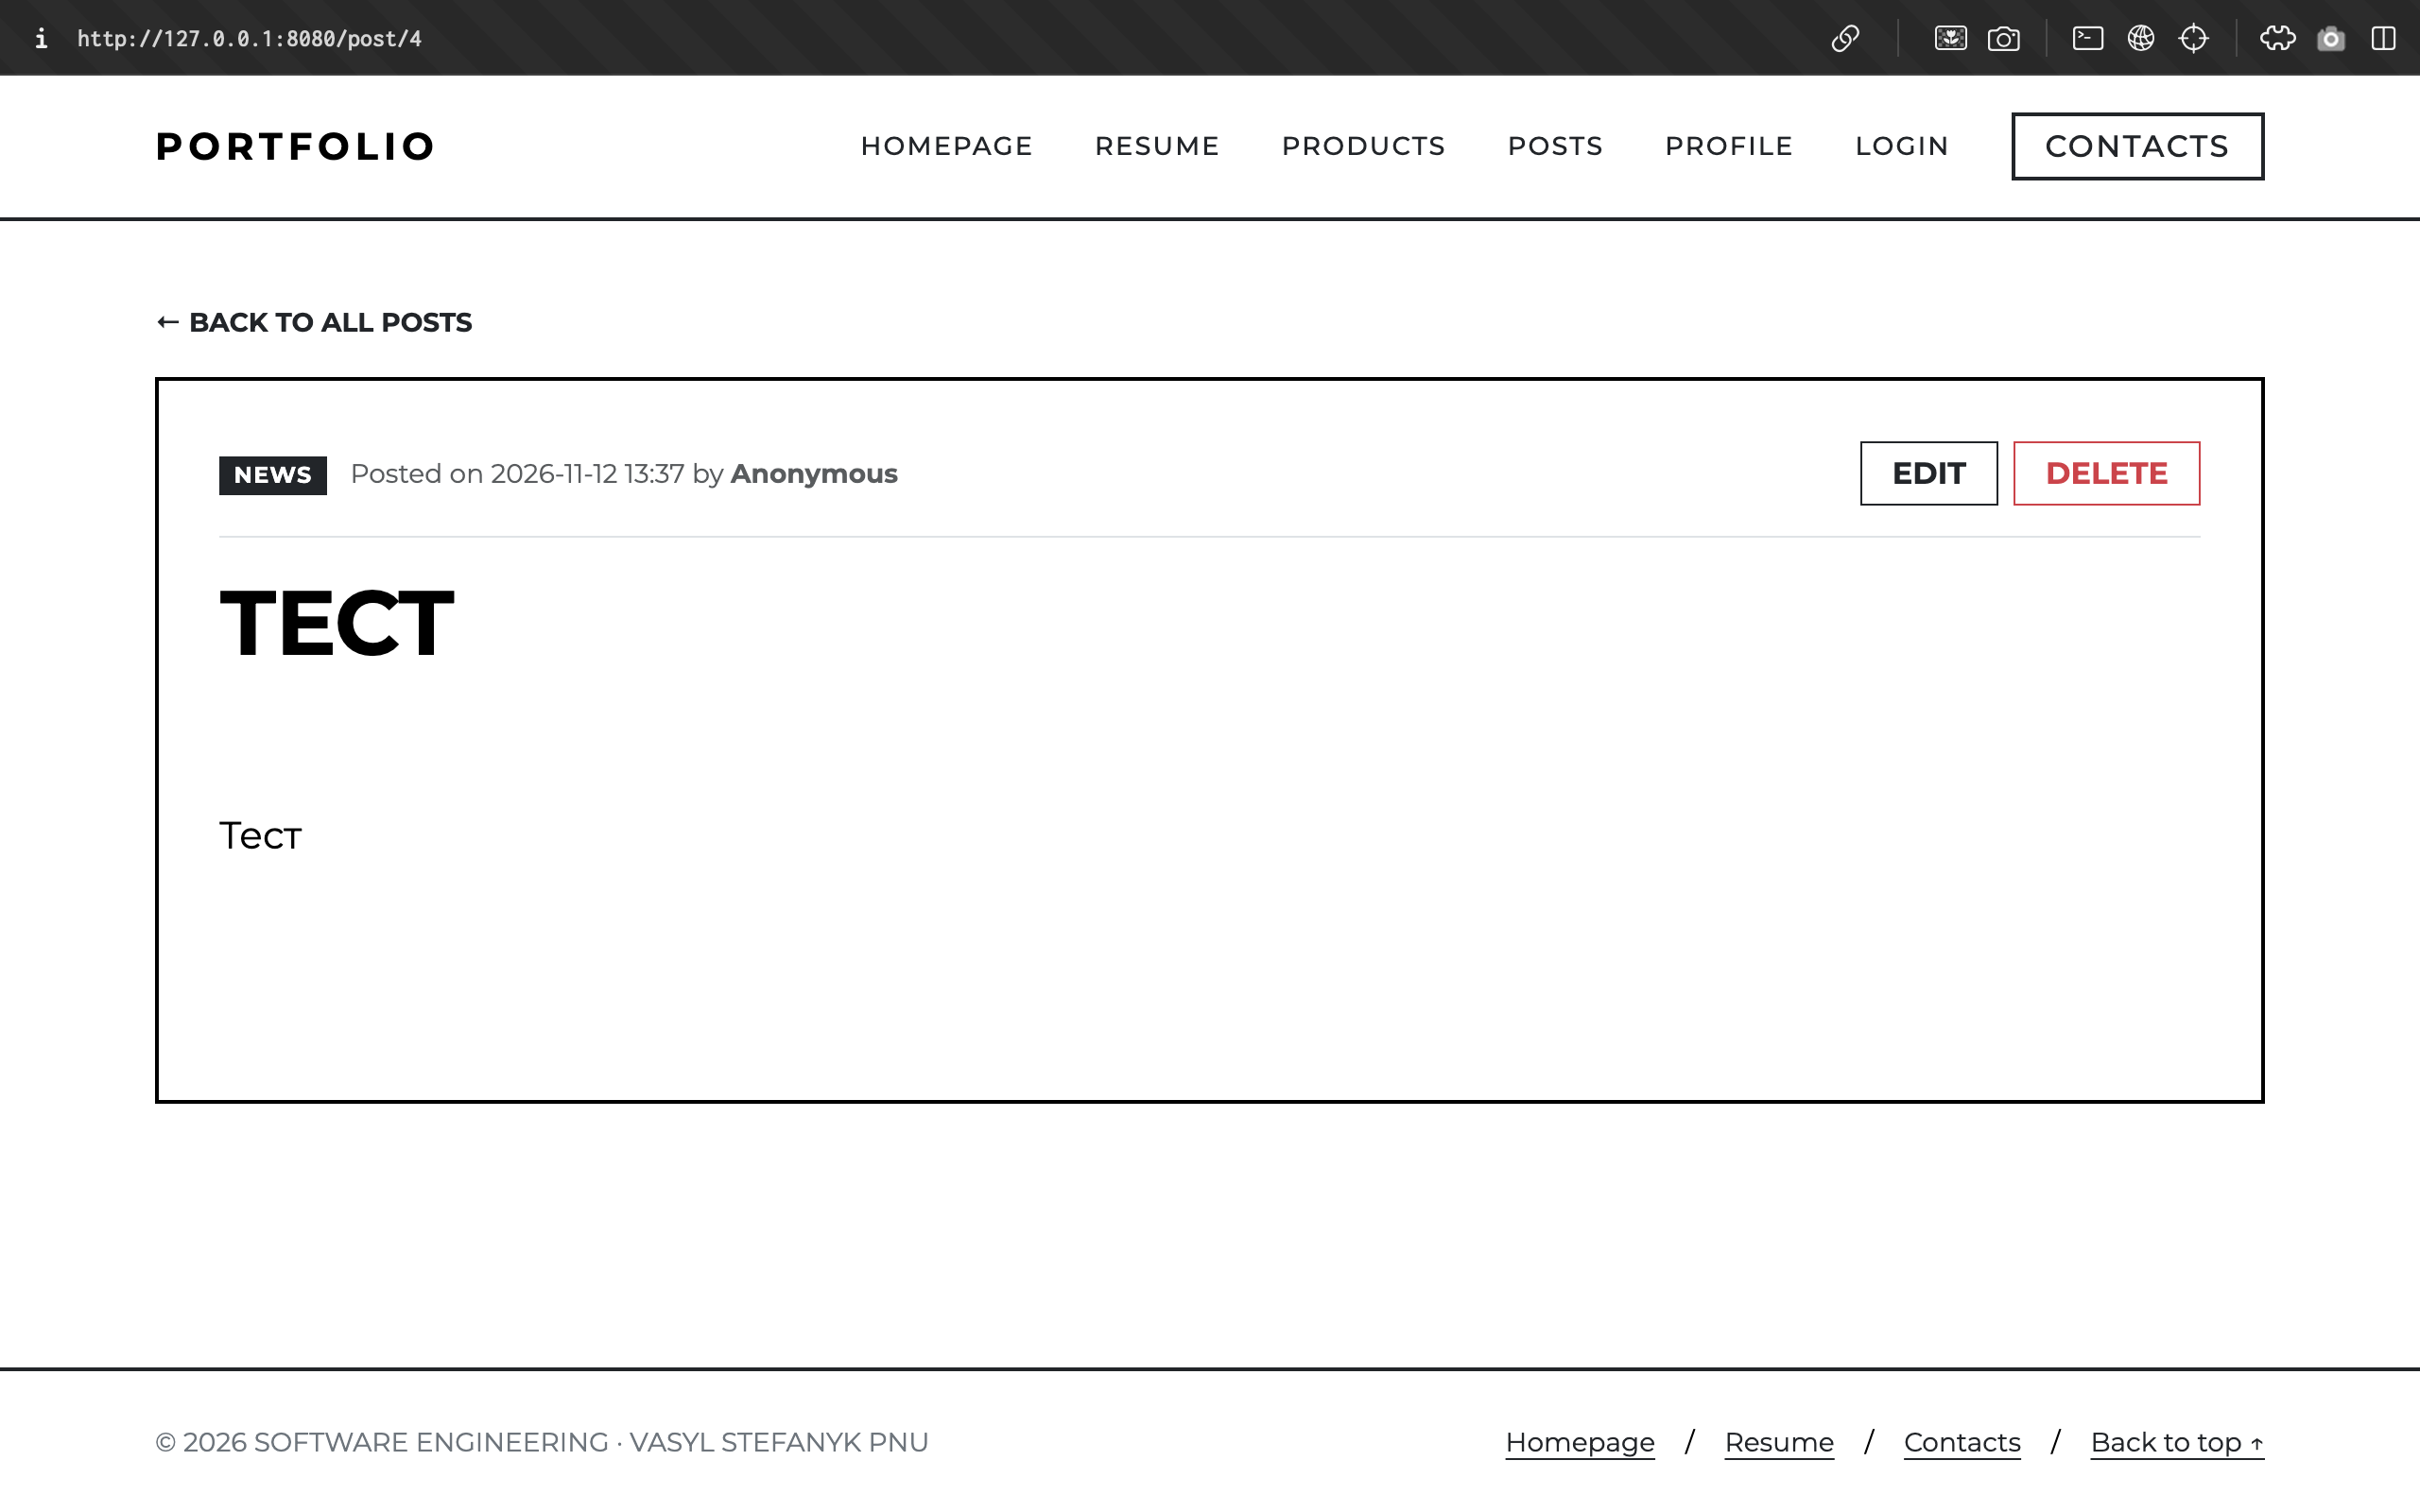 http://127.0.0.1:8080/post/4
PORTFOLIO
HOMEPAGE RESUME PRODUCTS POSTS PROFILE LOGIN CONTACTS
← BACK TO ALL POSTS
NEWS Posted on 2026-11-12 13:37 by Anonymous EDIT DELETE
ТЕСТ
Тест
© 2026 SOFTWARE ENGINEERING · VASYL STEFANYK PNU
Homepage / Resume / Contacts / Back to top ↑